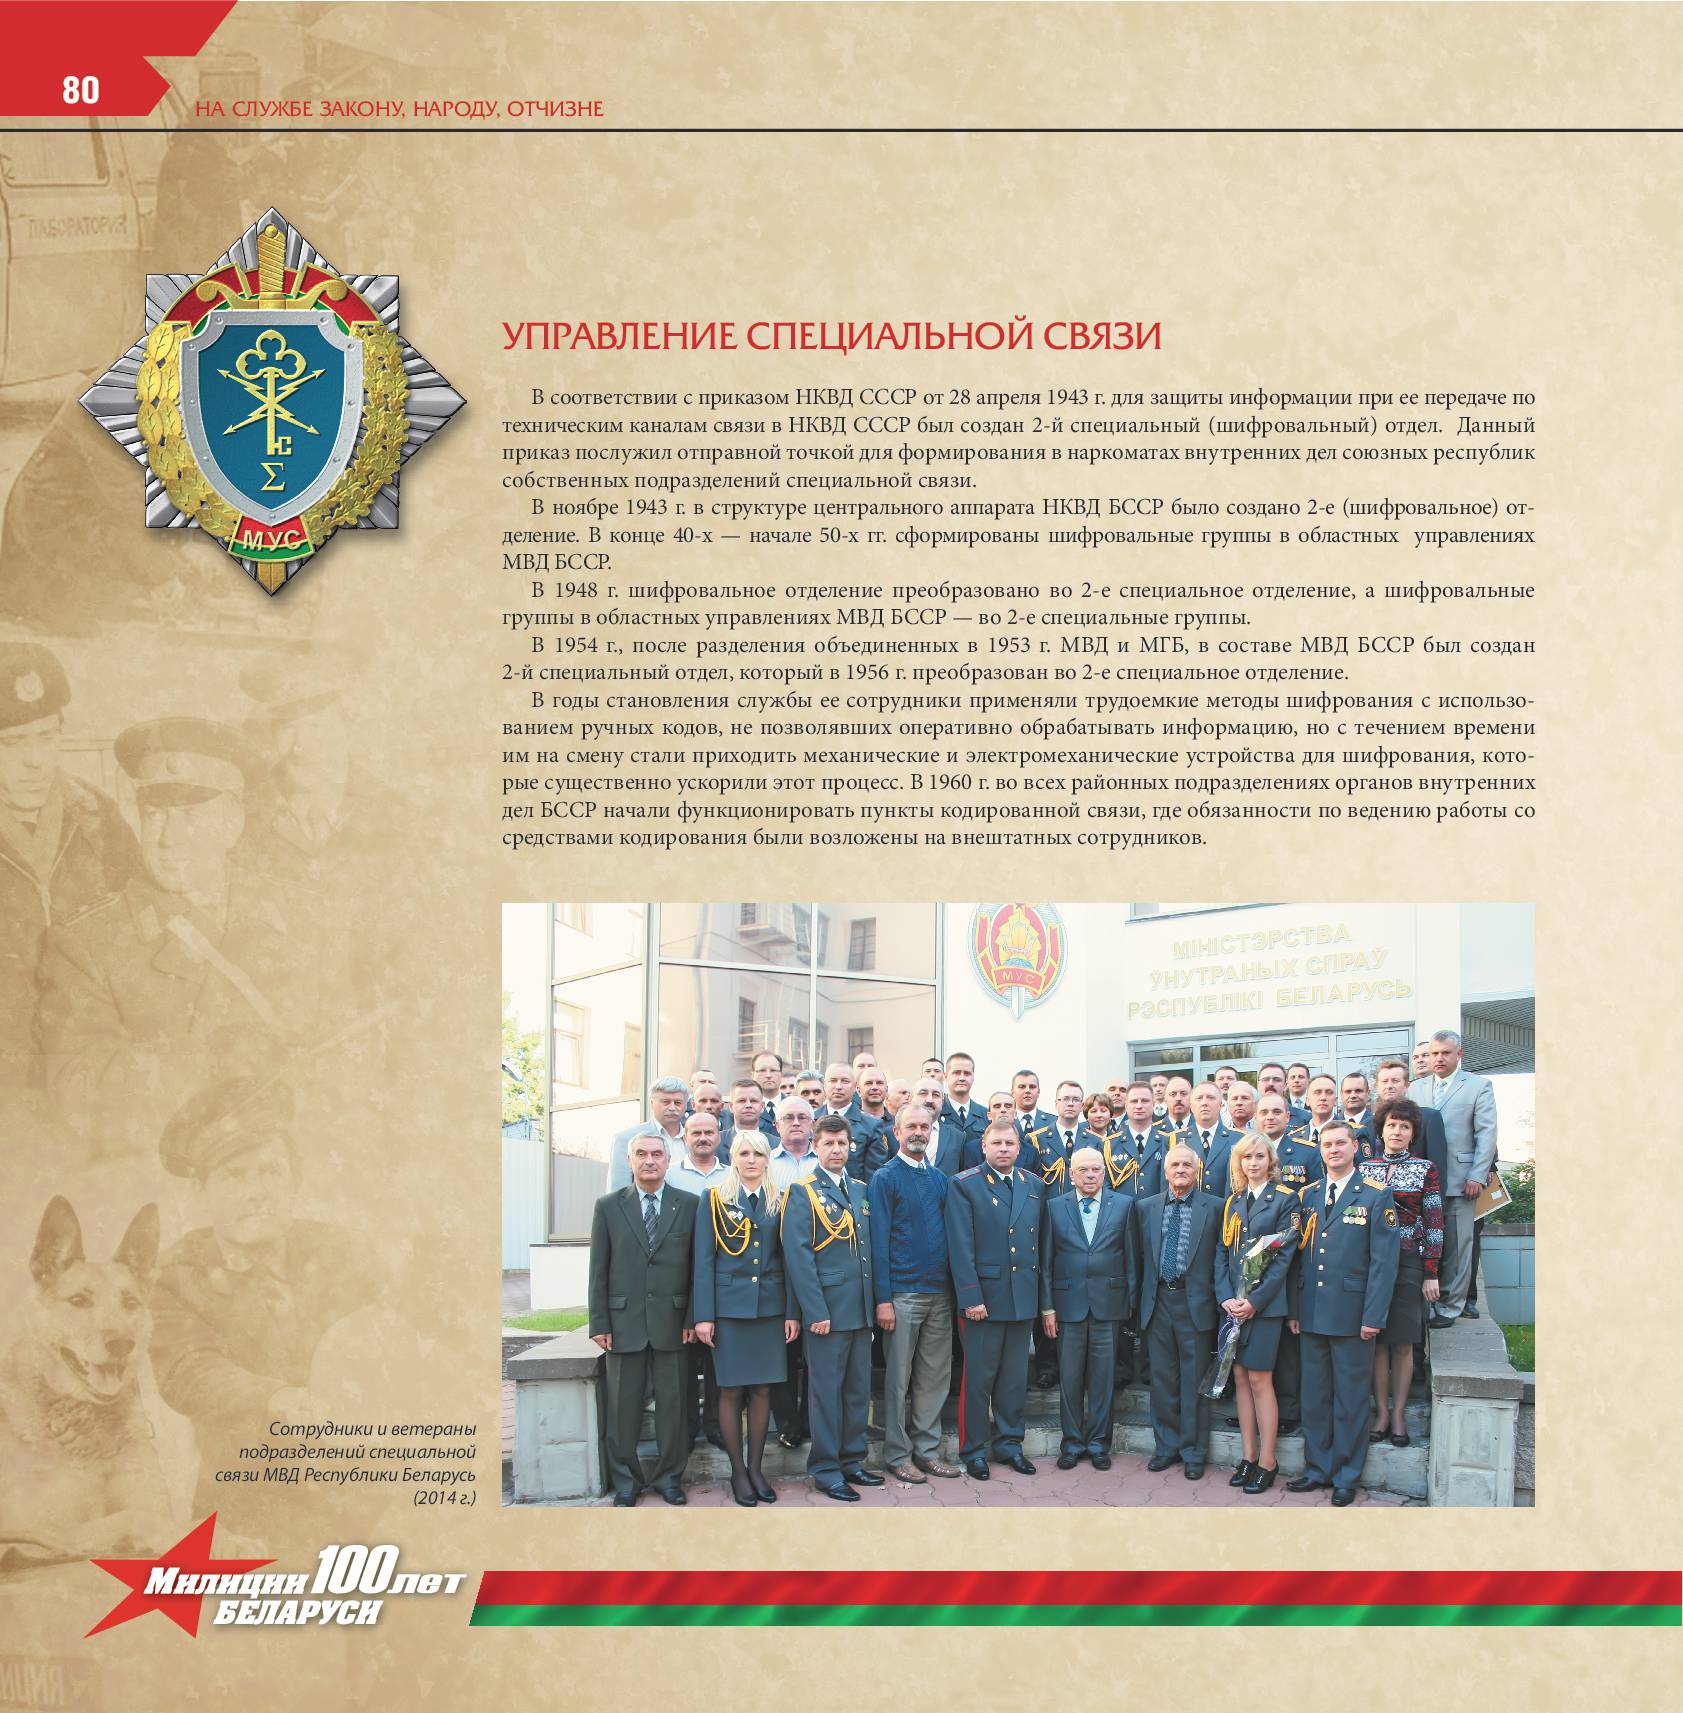 80
НА СЛУЖБЕ ЗАКОНУ, НАРОДУ, ОТЧИЗНЕ
ЛАБОРАТОРИЯ
МУС
УПРАВЛЕНИЕ СПЕЦИАЛЬНОЙ СВЯЗИ
В соответствии с приказом НКВД СССР от 28 апреля 1943 г. для защиты информации при ее передаче по
техническим каналам связи в НКВД СССР был создан 2-й специальный (шифровальный) отдел. Данный
приказ послужил отправной точкой для формирования в наркоматах внутренних дел союзных республик
собственных подразделений специальной связи.
В ноябре 1943 г. в структуре центрального аппарата НКВД БССР было создано 2-е (шифровальное) от-
деление. В конце 40-х — начале 50-х гг. сформированы шифровальные группы в областных управлениях
МВД БССР.
В 1948 г. шифровальное отделение преобразовано во 2-е специальное отделение, а шифровальные
группы в областных управлениях МВД БССР — во 2-е специальные группы.
В 1954 г., после разделения объединенных в 1953 г. МВД и МГБ, в составе МВД БССР был создан
2-й специальный отдел, который в 1956 г. преобразован во 2-е специальное отделение.
В годы становления службы ее сотрудники применяли трудоемкие методы шифрования с использо-
ванием ручных кодов, не позволявших оперативно обрабатывать информацию, но с течением времени
им на смену стали приходить механические и электромеханические устройства для шифрования, кото-
рые существенно ускорили этот процесс. В 1960 г. во всех районных подразделениях органов внутренних
дел БССР начали функционировать пункты кодированной связи, где обязанности по ведению работы со
средствами кодирования были возложены на внештатных сотрудников.
МУС
МІНІСТЭРСТВА
ЎНУТРАНЫХ СПРАЎ
РЭСПУБЛІКІ БЕЛАРУСЬ
Сотрудники и ветераны
подразделений специальной
связи МВД Республики Беларусь
(2014 г.)
Милиции 100 лет
БЕЛАРУСИ